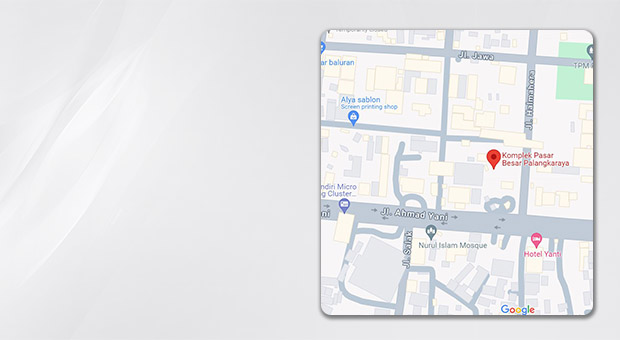 Temporary Closed
Jl. Jawa
ar baluran
TPM
Jl. Halmahera
Alya sablon
Screen printing shop
Komplek Pasar
Besar Palangkaraya
ndiri Micro
g Cluster...
ni
Jl. Ahmad Yani
Jl. Salak
Nurul Islam Mosque
Hotel Yanti
Google